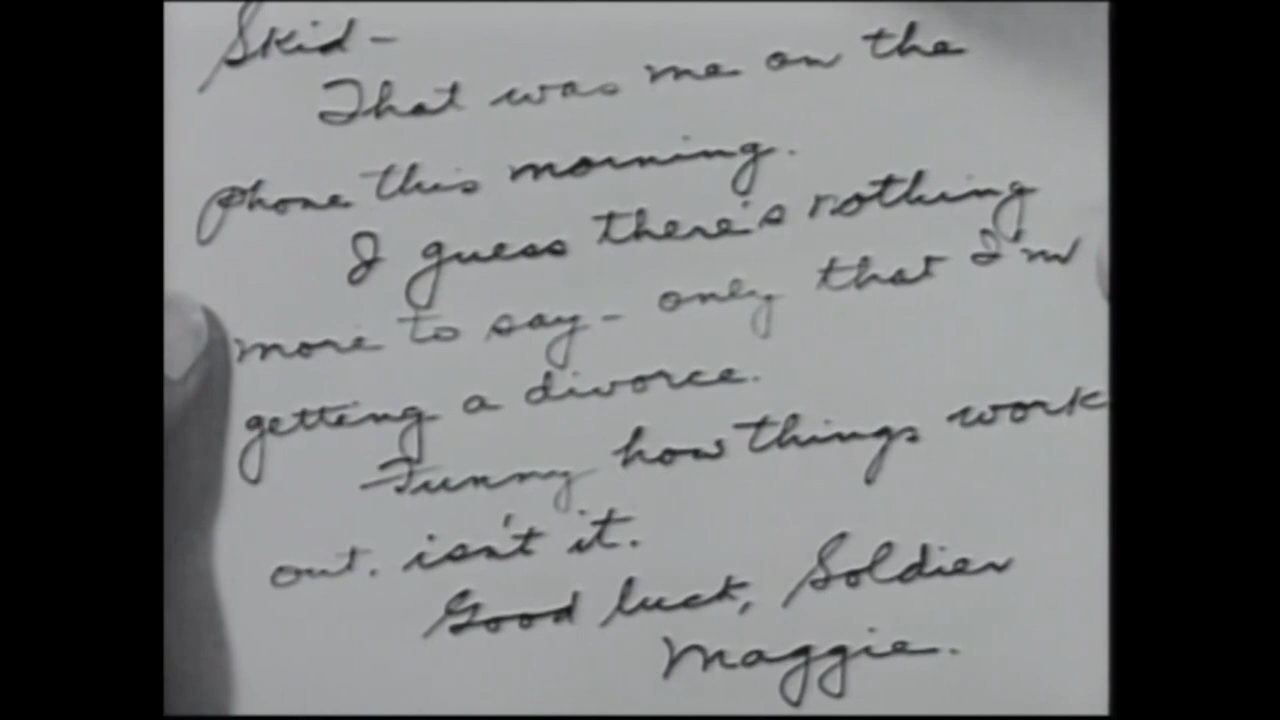 Skid -
That was me on the
phone this morning.
I guess there's nothing
more to say - only that I'm
getting a divorce.
Funny how things work
out. isn't it.
Good luck, Soldier
Maggie.